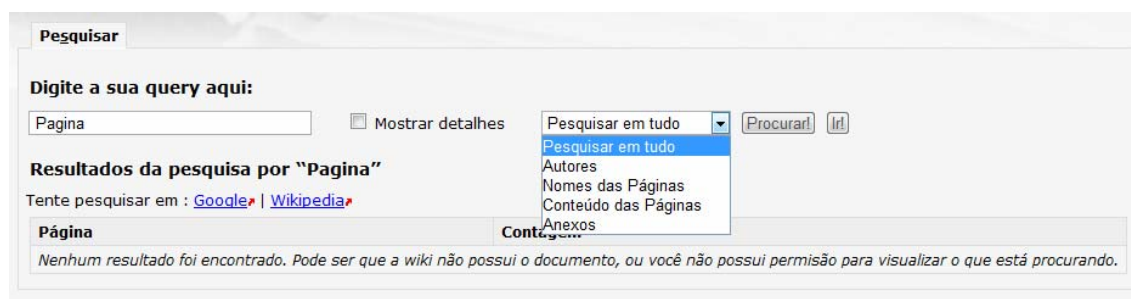 Pesquisar
Digite a sua query aqui:
Pagina Mostrar detalhes Pesquisar em tudo Procurar! Ir!
Pesquisar em tudo
Autores
Nomes das Páginas
Conteúdo das Páginas
Anexos
Resultados da pesquisa por “Pagina”
Tente pesquisar em : Google | Wikipedia
Página
Nenhum resultado foi encontrado. Pode ser que a wiki não possui o documento, ou você não possui permisão para visualizar o que está procurando.